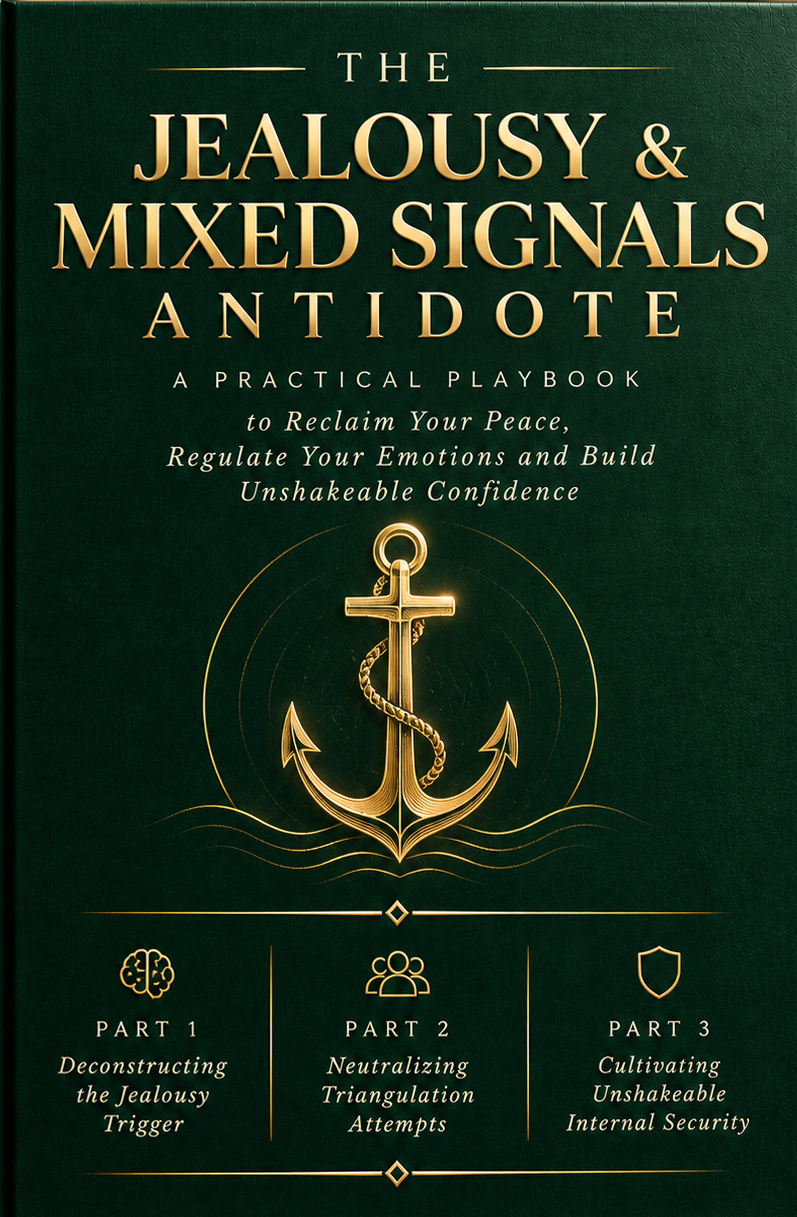 THE
JEALOUSY &
MIXED SIGNALS
ANTIDOTE
A PRACTICAL PLAYBOOK
to Reclaim Your Peace,
Regulate Your Emotions and Build
Unshakeable Confidence
PART 1
Deconstructing
the Jealousy
Trigger
PART 2
Neutralizing
Triangulation
Attempts
PART 3
Cultivating
Unshakeable
Internal Security